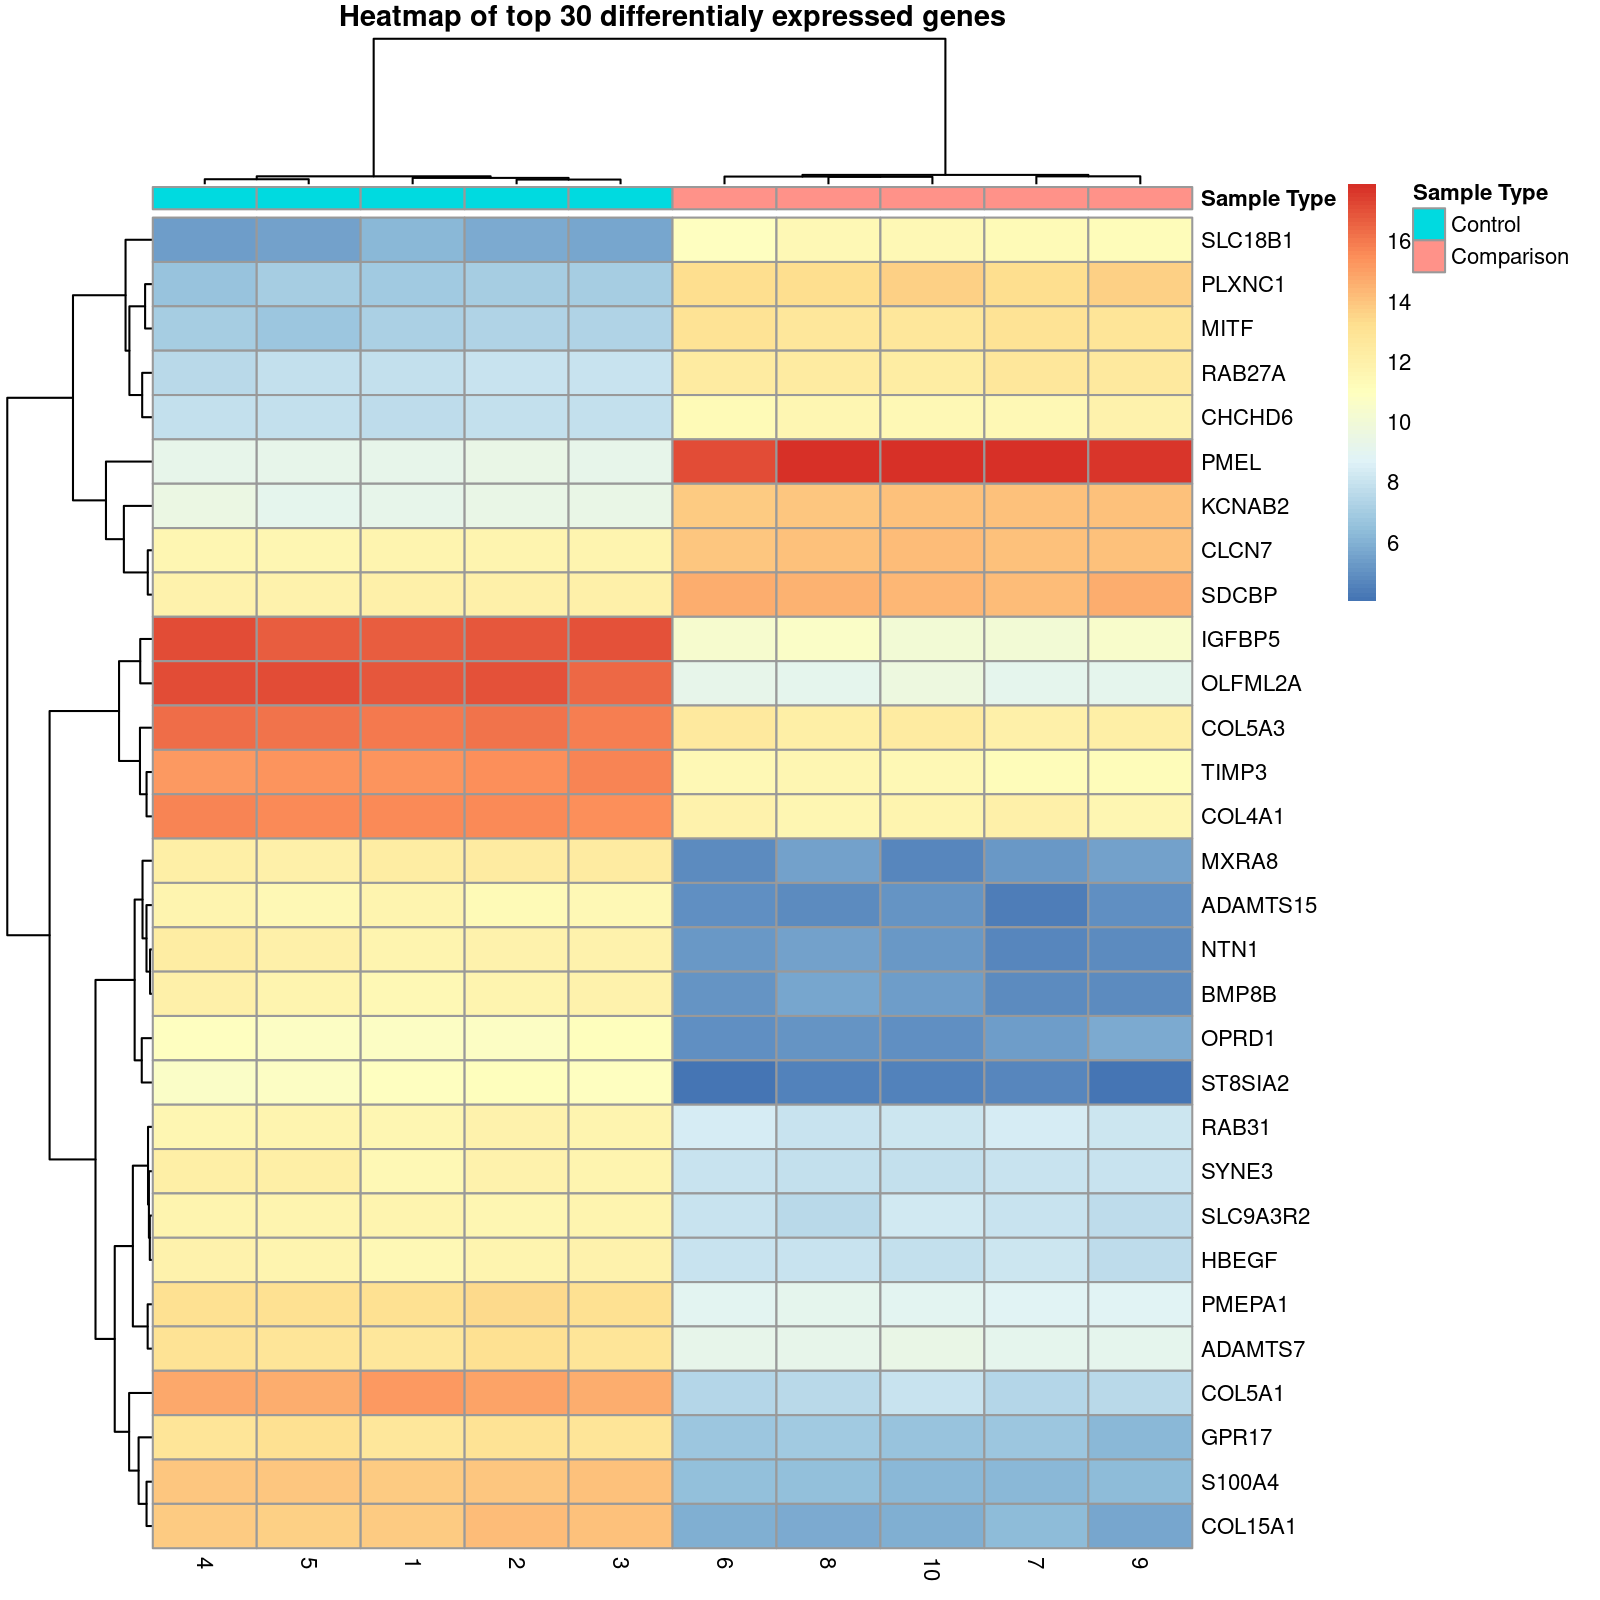 Heatmap of top 30 differentialy expressed genes
Sample Type
SLC18B1
PLXNC1
MITF
RAB27A
CHCHD6
PMEL
KCNAB2
CLCN7
SDCBP
IGFBP5
OLFML2A
COL5A3
TIMP3
COL4A1
MXRA8
ADAMTS15
NTN1
BMP8B
OPRD1
ST8SIA2
RAB31
SYNE3
SLC9A3R2
HBEGF
PMEPA1
ADAMTS7
COL5A1
GPR17
S100A4
COL15A1
4 5 1 2 3 6 8 10 7 9
16
14
12
10
8
6
Sample Type
Control
Comparison